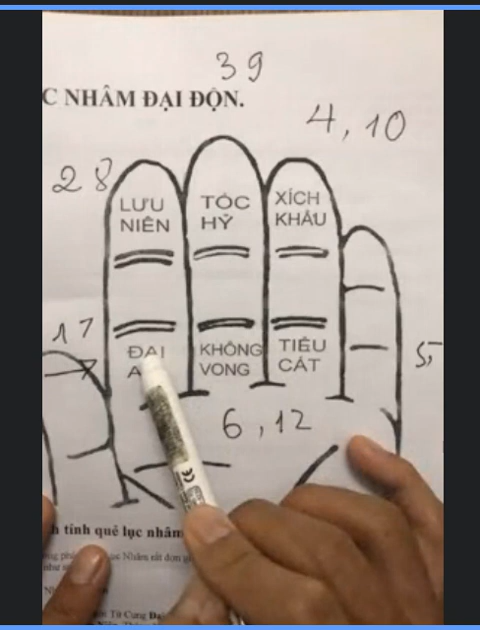 39
C NHÂM ĐẠI ĐỘN.
4, 10
28
LƯU
NIÊN
TỐC
HỶ
XÍCH
KHẨU
17
ĐẠI
A
KHÔNG
VONG
TIỂU
CÁT
5,
6, 12
h tính quẻ lục nhâm